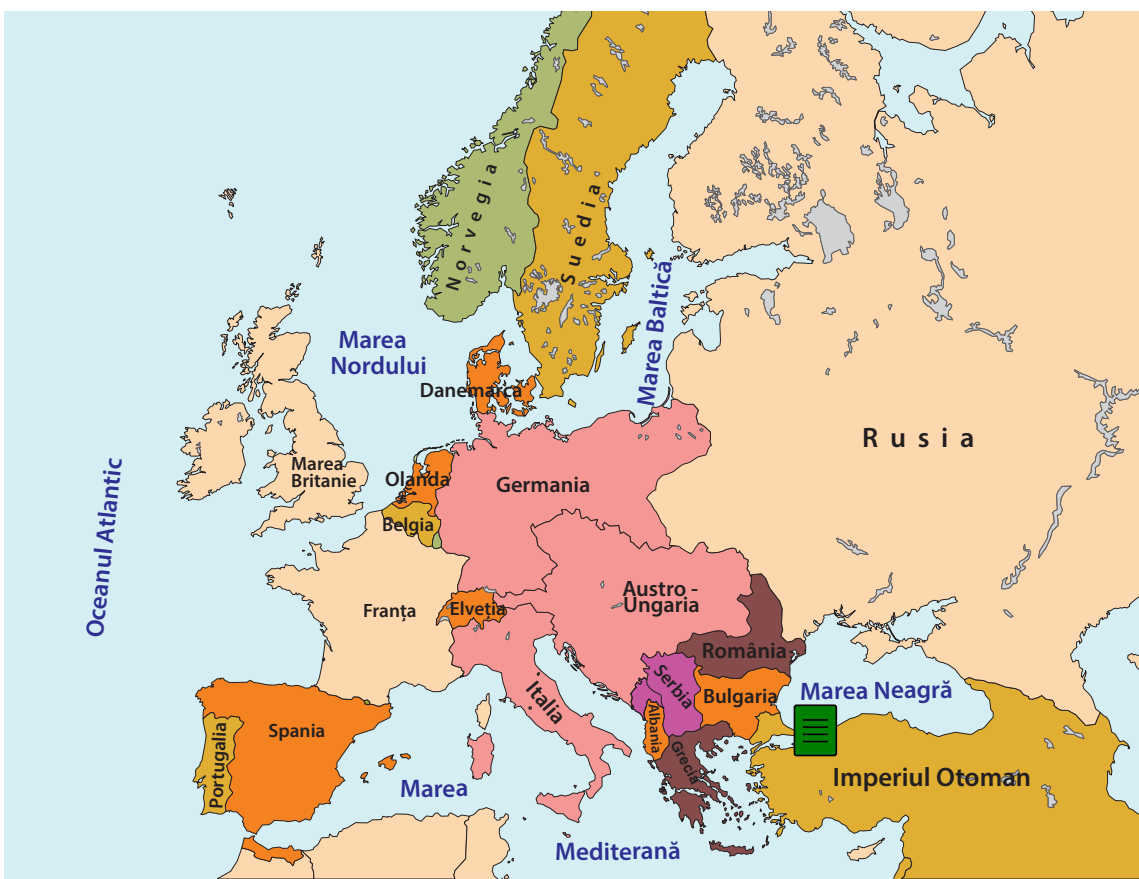 Norvegia
Suedia
Marea Baltică
Marea
Nordului
Danemarca
Rusia
Oceanul Atlantic
Marea
Britanie
Olanda
Germania
Belgia
Austro -
Ungaria
Franța
Elveția
România
Serbia
Italia
Bulgaria
Marea Neagră
Albania
Spania
Portugalia
Grecia
Imperiul Otoman
Marea
Mediterană